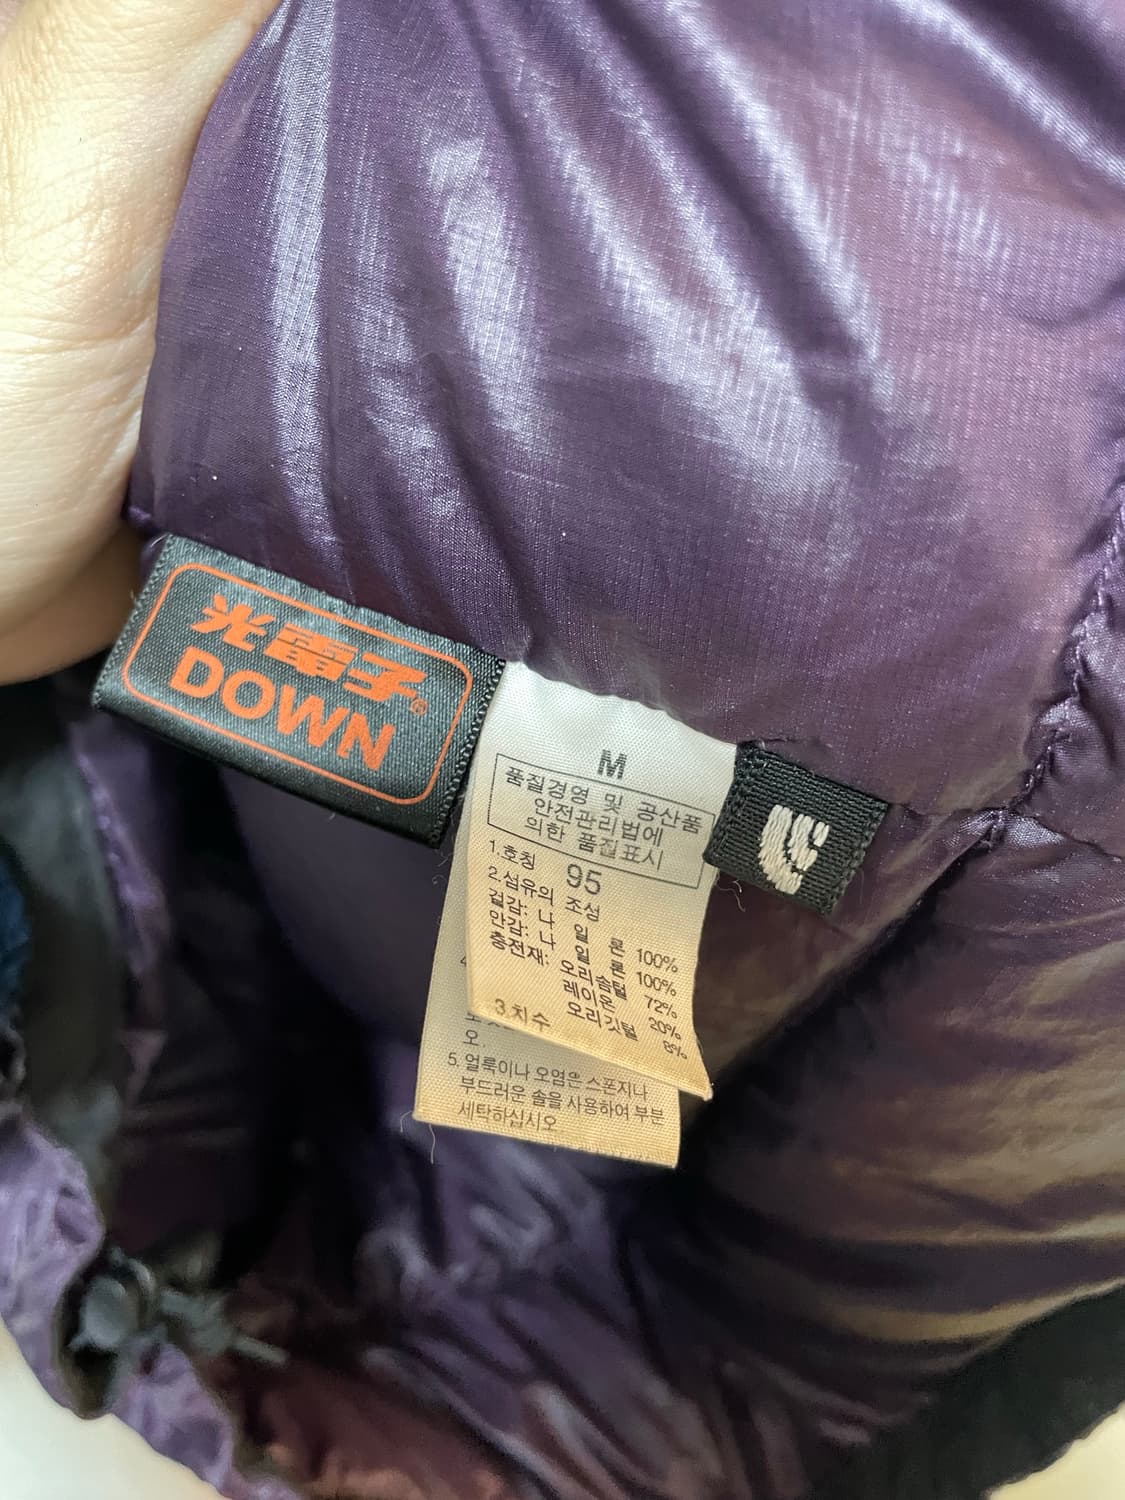 光電子®
DOWN
M
품질경영 및 공산품
안전관리법에
의한 품질표시
1.호칭 95
2.섬유의 조성
겉감: 나 일 론 100%
안감: 나 일 론 100%
충전재: 오리솜털 72%
레이온 20%
오리깃털 8%
3.치수
4
오.
5.얼룩이나 오염은 스폰지나
부드러운 솔을 사용하여 부분
세탁하십시오